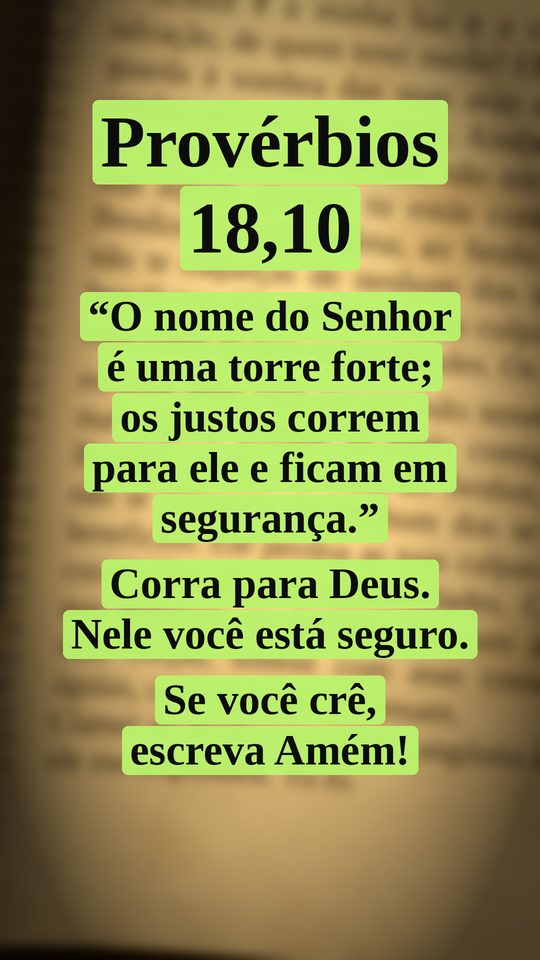 Provérbios
18,10
“O nome do Senhor
é uma torre forte;
os justos correm
para ele e ficam em
segurança.”
Corra para Deus.
Nele você está seguro.
Se você crê,
escreva Amém!